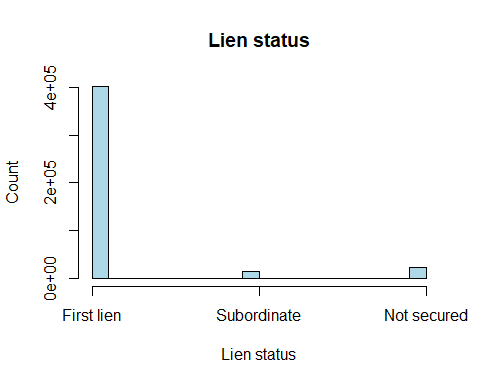 Lien status
4e+05
2e+05
0e+00
Count
First lien Subordinate Not secured
Lien status